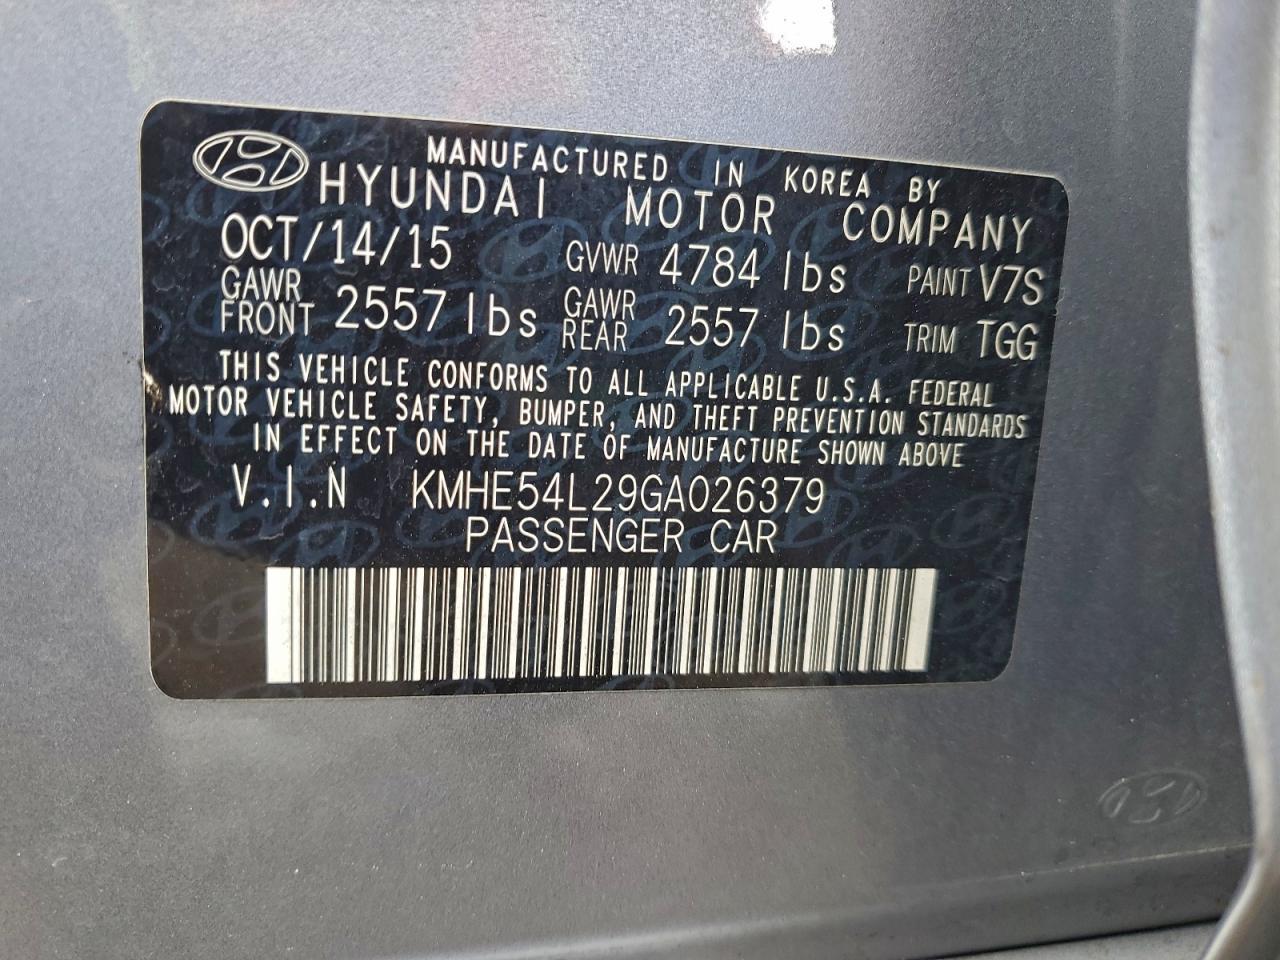 MANUFACTURED IN KOREA BY
HYUNDAI MOTOR COMPANY
OCT/14/15 GVWR 4784 lbs PAINT V7S
GAWR FRONT 2557 lbs GAWR REAR 2557 lbs TRIM TGG
THIS VEHICLE CONFORMS TO ALL APPLICABLE U.S.A. FEDERAL
MOTOR VEHICLE SAFETY, BUMPER, AND THEFT PREVENTION STANDARDS
IN EFFECT ON THE DATE OF MANUFACTURE SHOWN ABOVE
V.I.N KMHE54L29GA026379
PASSENGER CAR